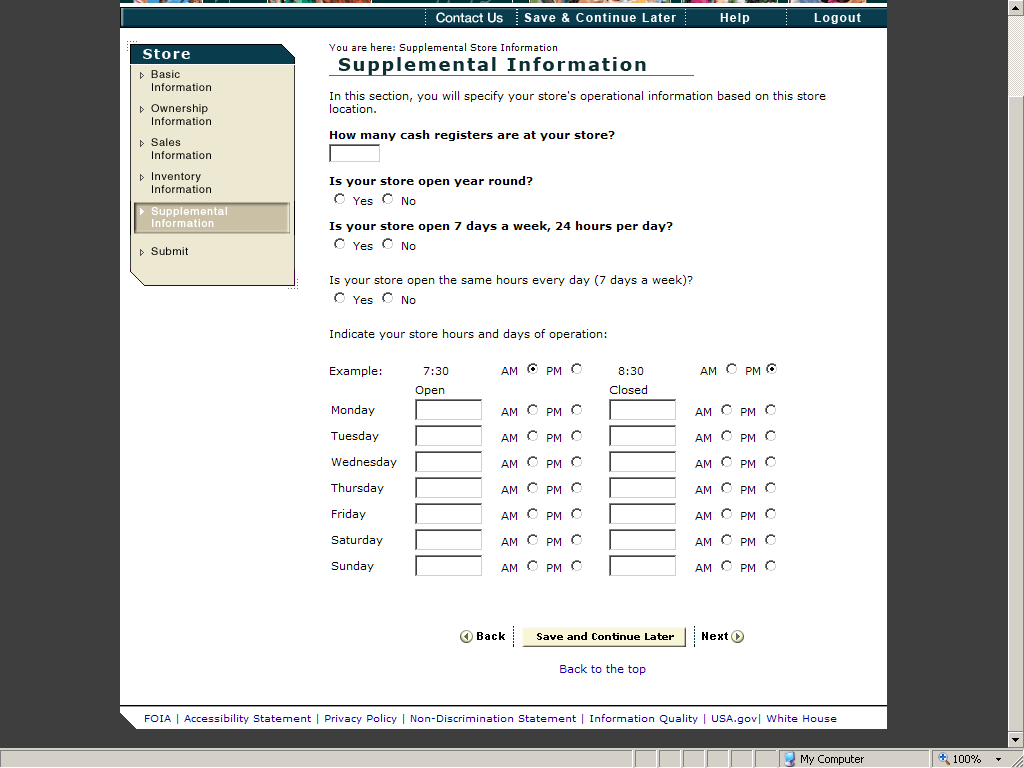 Contact Us Save & Continue Later Help Logout
Store
Basic
Information
Ownership
Information
Sales
Information
Inventory
Information
Supplemental
Information
Submit
You are here: Supplemental Store Information
Supplemental Information
In this section, you will specify your store's operational information based on this store
location.
How many cash registers are at your store?
Is your store open year round?
Yes No
Is your store open 7 days a week, 24 hours per day?
Yes No
Is your store open the same hours every day (7 days a week)?
Yes No
Indicate your store hours and days of operation:
Example: 7:30 AM PM 8:30 AM PM
Open Closed
Monday AM PM AM PM
Tuesday AM PM AM PM
Wednesday AM PM AM PM
Thursday AM PM AM PM
Friday AM PM AM PM
Saturday AM PM AM PM
Sunday AM PM AM PM
Back Save and Continue Later Next
Back to the top
FOIA | Accessibility Statement | Privacy Policy | Non-Discrimination Statement | Information Quality | USA.gov| White House
My Computer 100%